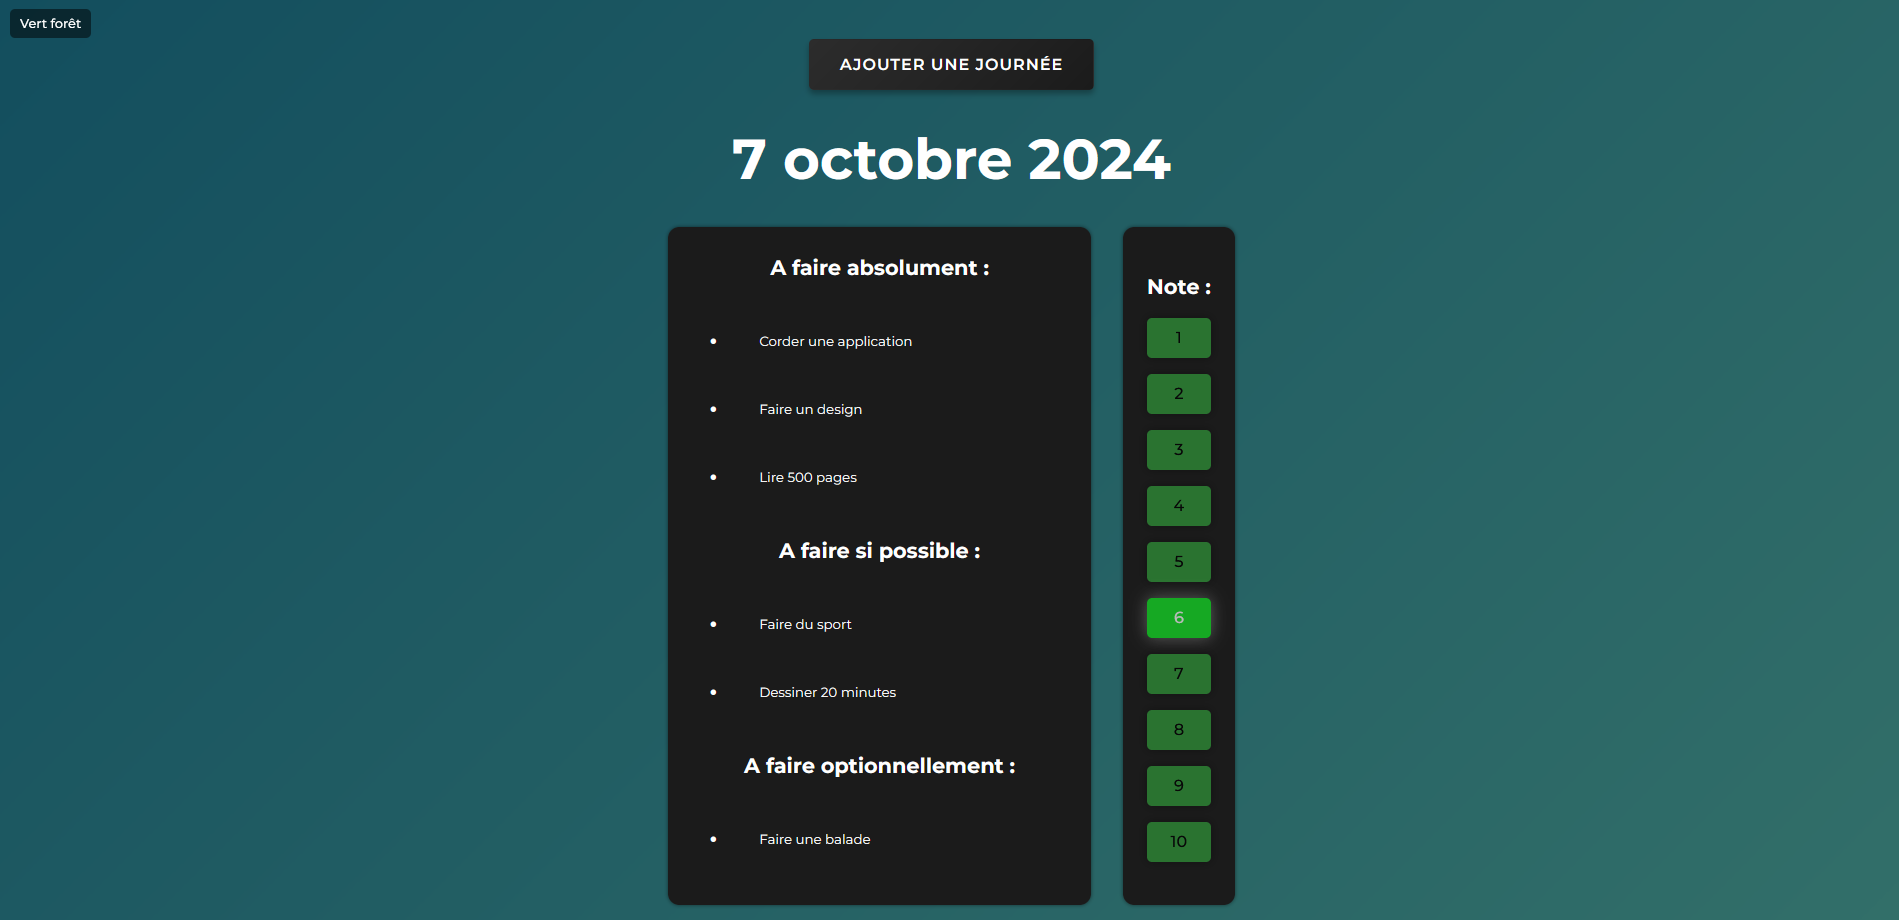 Vert forêt
AJOUTER UNE JOURNÉE
7 octobre 2024
A faire absolument :
• Corder une application
• Faire un design
• Lire 500 pages
A faire si possible :
• Faire du sport
• Dessiner 20 minutes
A faire optionnellement :
• Faire une balade
Note :
1
2
3
4
5
6
7
8
9
10